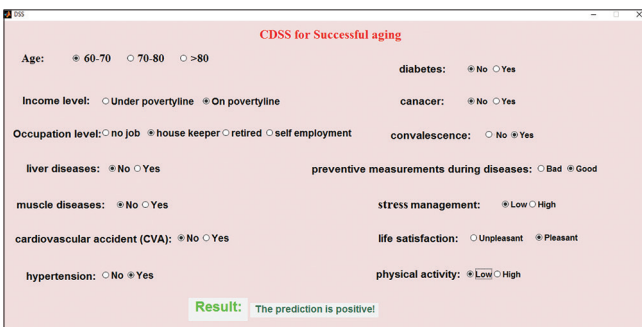 DSS
CDSS for Successful aging
Age: 60-70 70-80 >80
diabetes: No Yes
Income level: Under povertyline On povertyline
canacer: No Yes
Occupation level: no job house keeper retired self employment
convalescence: No Yes
liver diseases: No Yes
preventive measurements during diseases: Bad Good
muscle diseases: No Yes
stress management: Low High
cardiovascular accident (CVA): No Yes
life satisfaction: Unpleasant Pleasant
hypertension: No Yes
physical activity: Low High
Result: The prediction is positive!